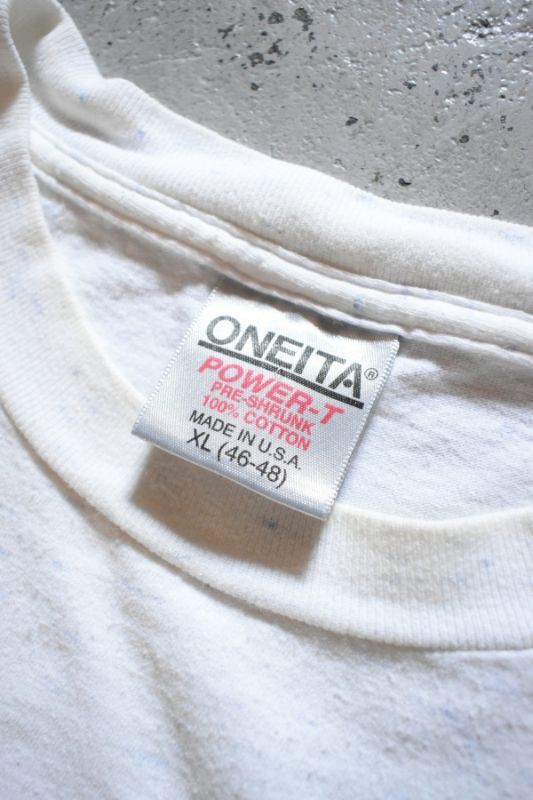 ONEITA®
POWER-T
PRE-SHRUNK
100% COTTON
MADE IN U.S.A.
XL (46-48)